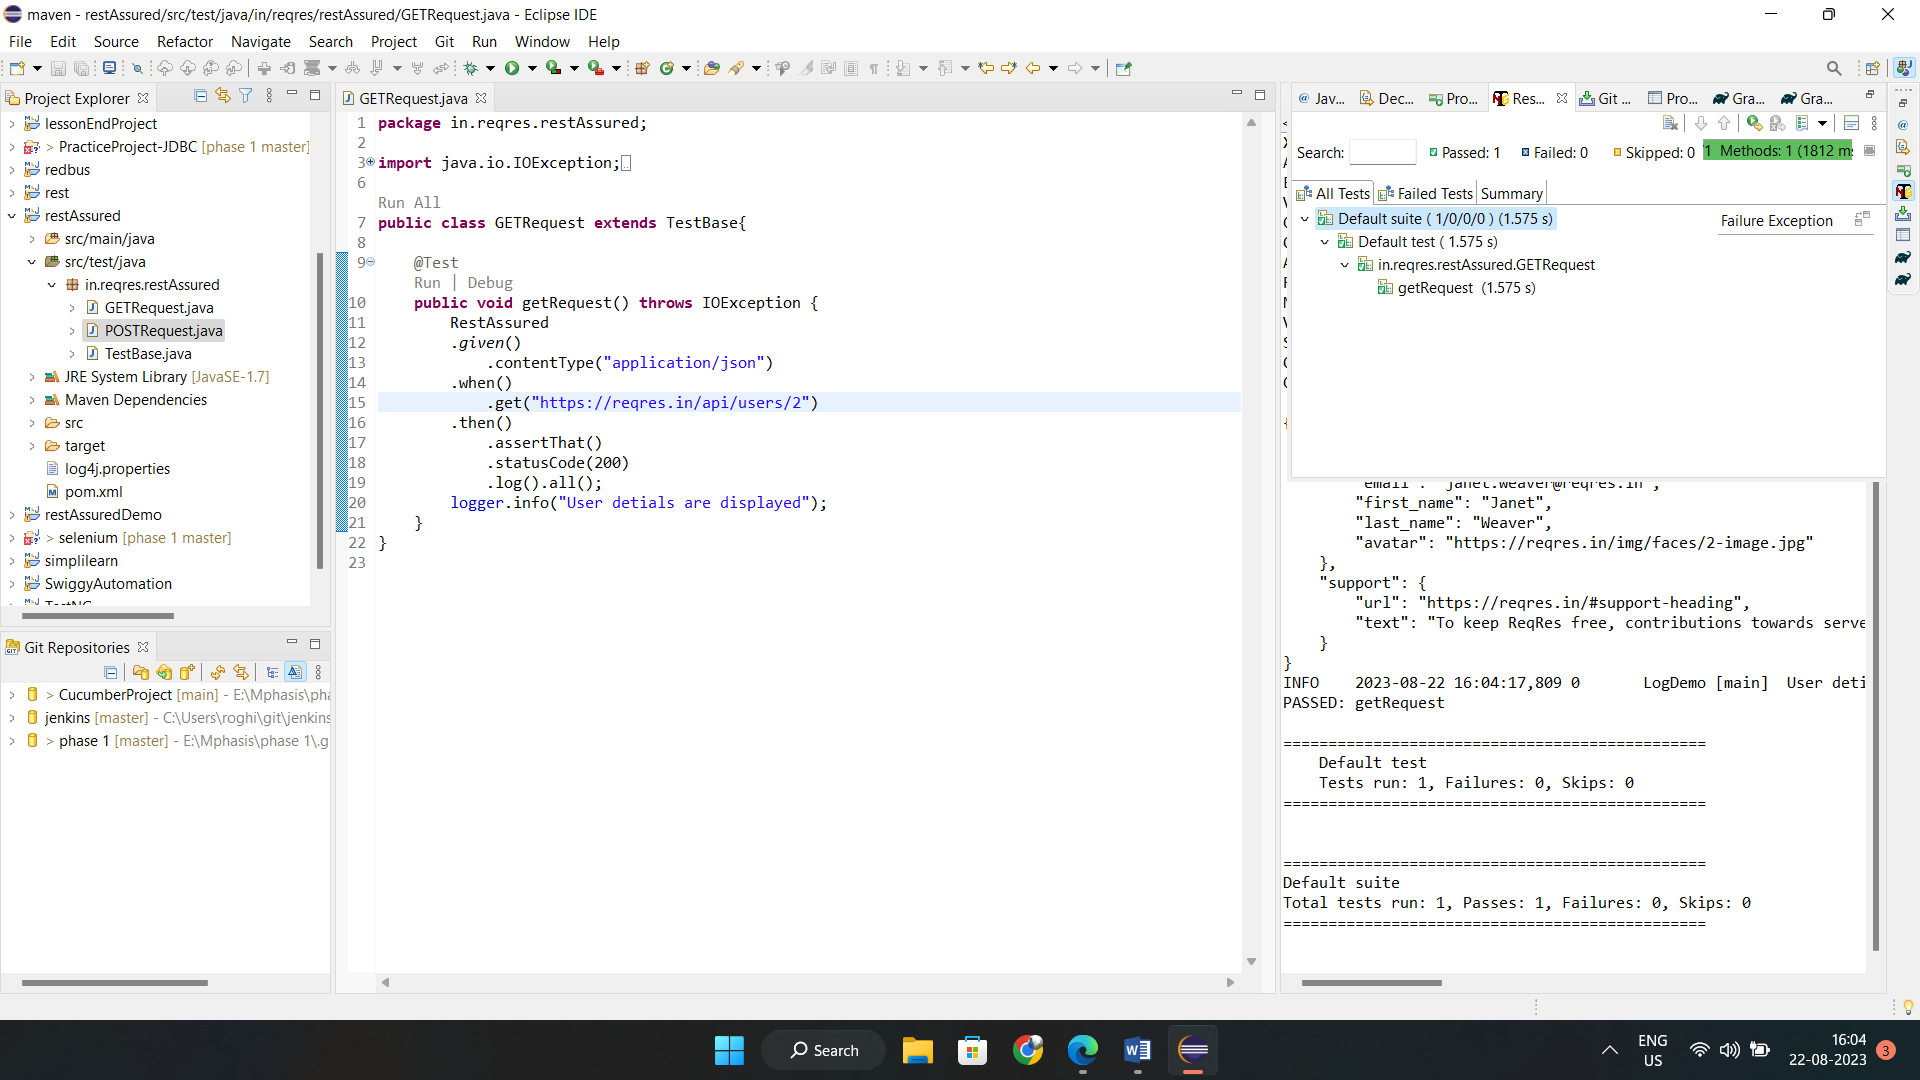 maven - restAssured/src/test/java/in/reqres/restAssured/GETRequest.java - Eclipse IDE
File Edit Source Refactor Navigate Search Project Git Run Window Help
Project Explorer
lessonEndProject
> PracticeProject-JDBC [phase 1 master]
redbus
rest
restAssured
src/main/java
src/test/java
in.reqres.restAssured
GETRequest.java
POSTRequest.java
TestBase.java
JRE System Library [JavaSE-1.7]
Maven Dependencies
src
target
log4j.properties
pom.xml
restAssuredDemo
> selenium [phase 1 master]
simplilearn
SwiggyAutomation
TestNG
Git Repositories
> CucumberProject [main] - E:\Mphasis\pha
jenkins [master] - C:\Users\roghi\git\jenkins
> phase 1 [master] - E:\Mphasis\phase 1\.g
GETRequest.java
1 package in.reqres.restAssured;
2
3 import java.io.IOException;
6
Run All
7 public class GETRequest extends TestBase{
8
9 @Test
Run | Debug
10 public void getRequest() throws IOException {
11 RestAssured
12 .given()
13 .contentType("application/json")
14 .when()
15 .get("https://reqres.in/api/users/2")
16 .then()
17 .assertThat()
18 .statusCode(200)
19 .log().all();
20 logger.info("User detials are displayed");
21 }
22 }
23
Jav... Dec... Pro... Res... Git ... Pro... Gra... Gra...
Search: Passed: 1 Failed: 0 Skipped: 0 Methods: 1 (1812 ms
All Tests Failed Tests Summary
Default suite ( 1/0/0/0 ) (1.575 s)
Default test ( 1.575 s)
in.reqres.restAssured.GETRequest
getRequest (1.575 s)
Failure Exception
"email": "janet.weaver@reqres.in",
"first_name": "Janet",
"last_name": "Weaver",
"avatar": "https://reqres.in/img/faces/2-image.jpg"
},
"support": {
"url": "https://reqres.in/#support-heading",
"text": "To keep ReqRes free, contributions towards serve
}
}
INFO 2023-08-22 16:04:17,809 0 LogDemo [main] User deti
PASSED: getRequest
===============================================
Default test
Tests run: 1, Failures: 0, Skips: 0
===============================================
===============================================
Default suite
Total tests run: 1, Passes: 1, Failures: 0, Skips: 0
===============================================
Search
ENG
US
16:04
22-08-2023
3